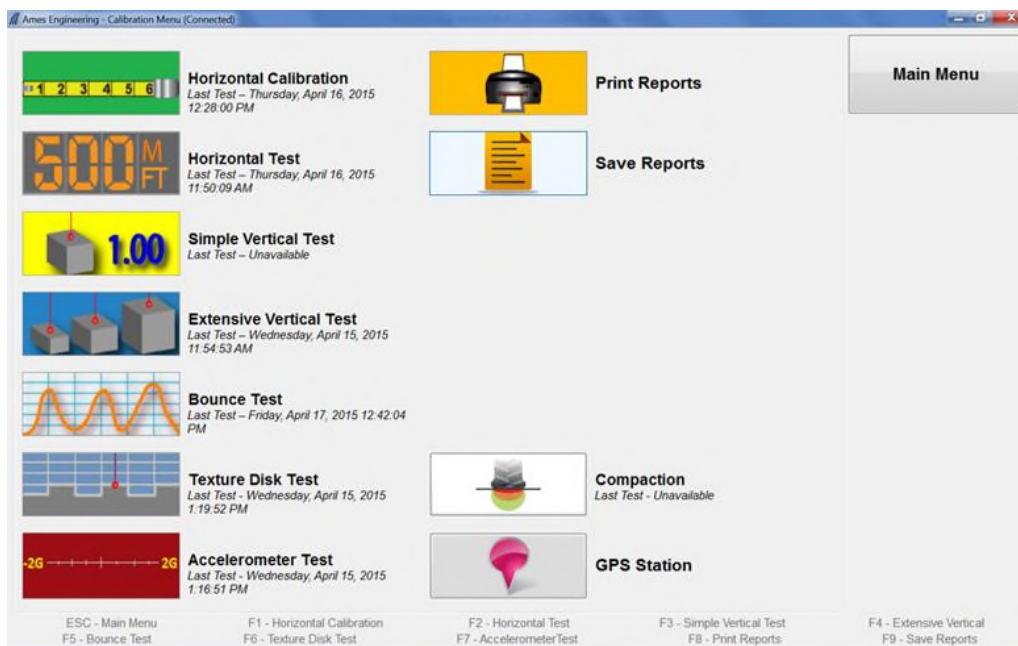 Ames Engineering - Calibration Menu (Connected)
1 2 3 4 5 6
Horizontal Calibration
Last Test – Thursday, April 16, 2015
12:28:00 PM
500 M
FT
Horizontal Test
Last Test – Thursday, April 16, 2015
11:50:09 AM
1.00
Simple Vertical Test
Last Test – Unavailable
Extensive Vertical Test
Last Test – Wednesday, April 15, 2015
11:54:53 AM
Bounce Test
Last Test – Friday, April 17, 2015 12:42:04
PM
Texture Disk Test
Last Test - Wednesday, April 15, 2015
1:19:52 PM
-2G 2G
Accelerometer Test
Last Test - Wednesday, April 15, 2015
1:16:51 PM
Print Reports
Save Reports
Compaction
Last Test - Unavailable
GPS Station
Main Menu
ESC - Main Menu F1 - Horizontal Calibration F2 - Horizontal Test F3 - Simple Vertical Test F4 - Extensive Vertical
F5 - Bounce Test F6 - Texture Disk Test F7 - AccelerometerTest F8 - Print Reports F9 - Save Reports